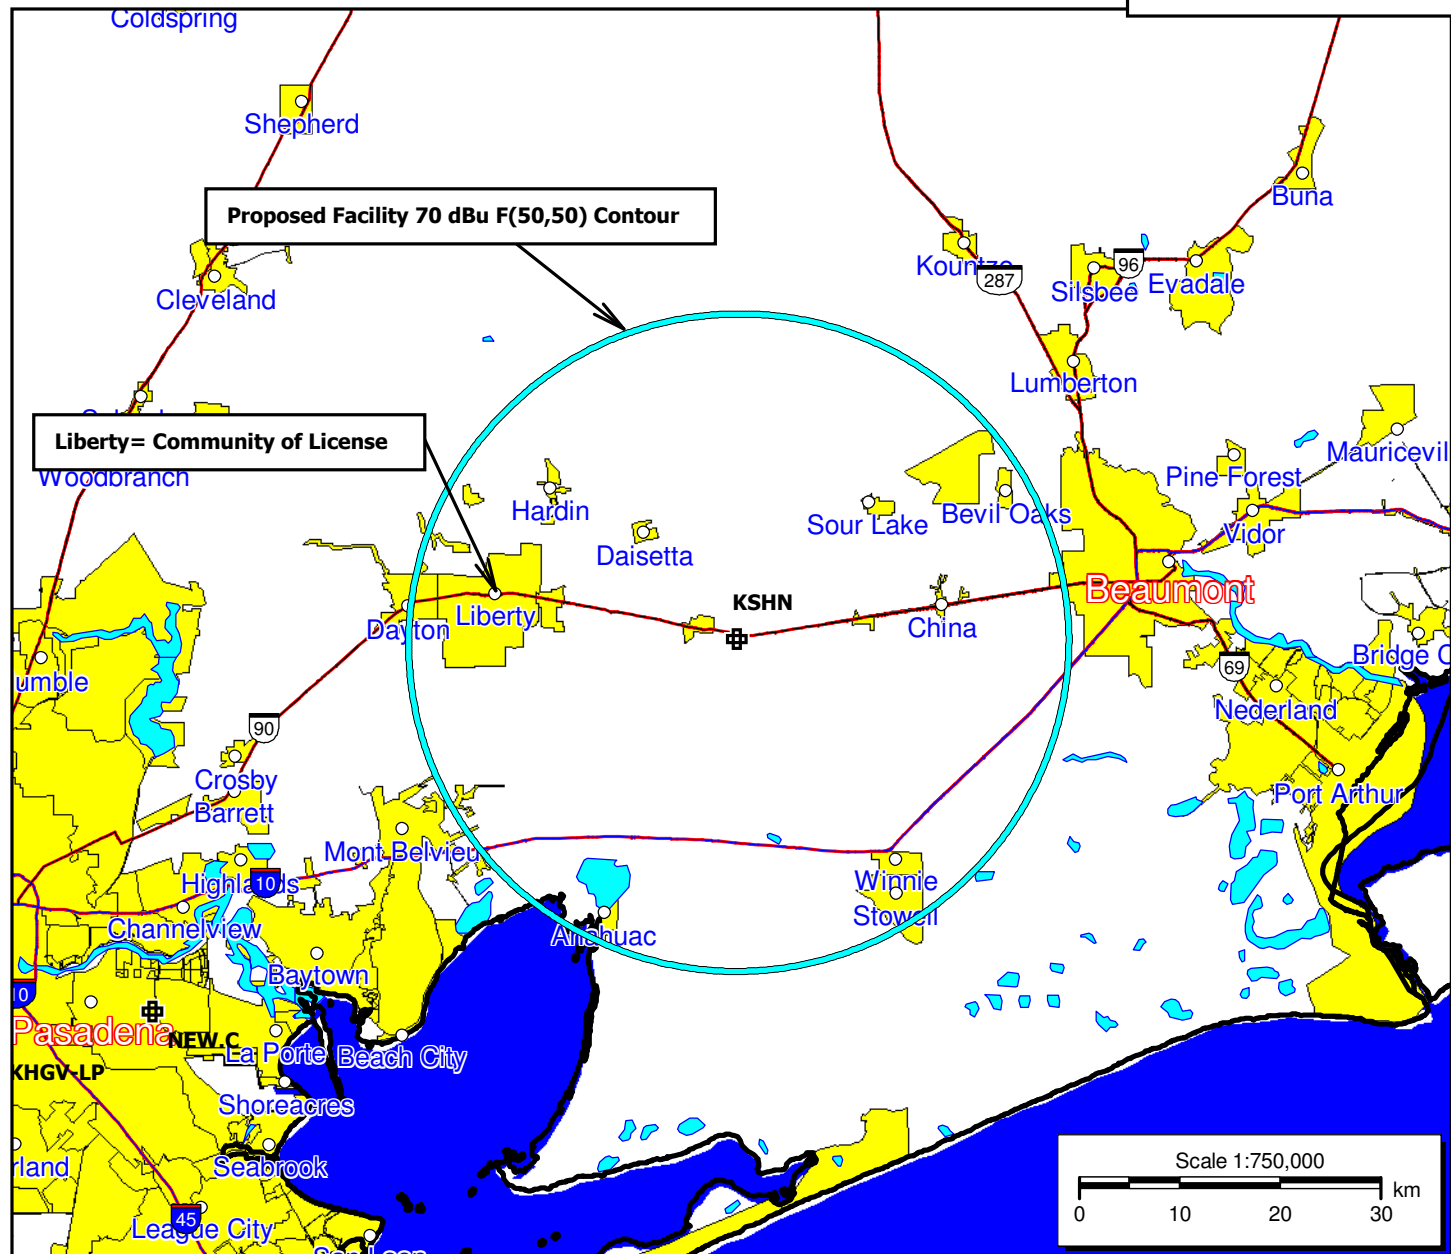 Coldspring
Shepherd
Buna
Proposed Facility 70 dBu F(50,50) Contour
Kountze
287
96
Silsbee
Evadale
Cleveland
Lumberton
Liberty= Community of License
Woodbranch
Mauricevil
Pine Forest
Hardin
Sour Lake
Bevil Oaks
Vidor
Daisetta
Beaumont
KSHN
Liberty
Dayton
China
Bridge C
umble
69
Nederland
90
Crosby
Barrett
Port Arthur
Mont Belvieu
Highlands
10
Winnie
Stowell
Channelview
Anahuac
Baytown
10
Pasadena
NEW.C
La Porte
Beach City
KHGV-LP
Shoreacres
Seabrook
rland
League City
45
Scale 1:750,000
km
0 10 20 30